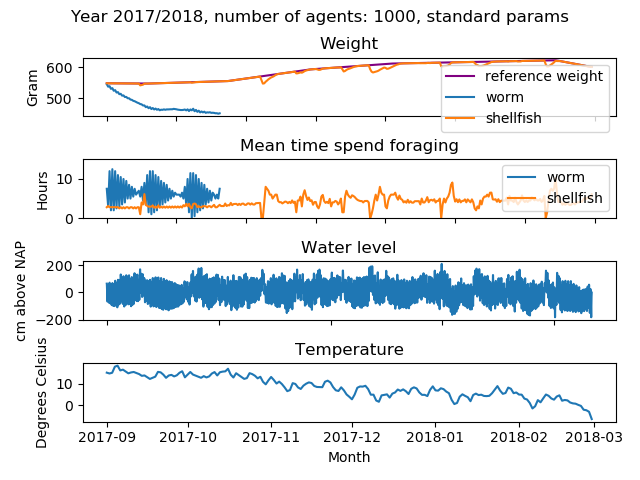 Year 2017/2018, number of agents: 1000, standard params
Weight
Gram
600
500
reference weight
worm
shellfish
Mean time spend foraging
Hours
10
0
worm
shellfish
Water level
cm above NAP
200
0
−200
Temperature
Degrees Celsius
10
0
2017-09 2017-10 2017-11 2017-12 2018-01 2018-02 2018-03
Month